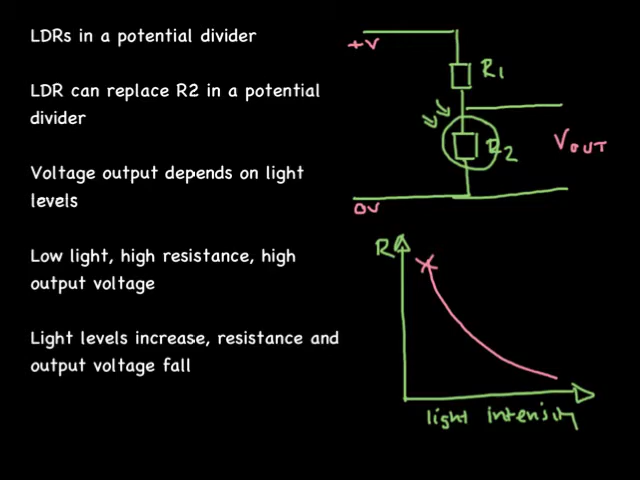 LDRs in a potential divider
LDR can replace R2 in a potential
divider
Voltage output depends on light
levels
Low light, high resistance, high
output voltage
Light levels increase, resistance and
output voltage fall
+V
R1
R2
VOUT
0V
R
light intensity